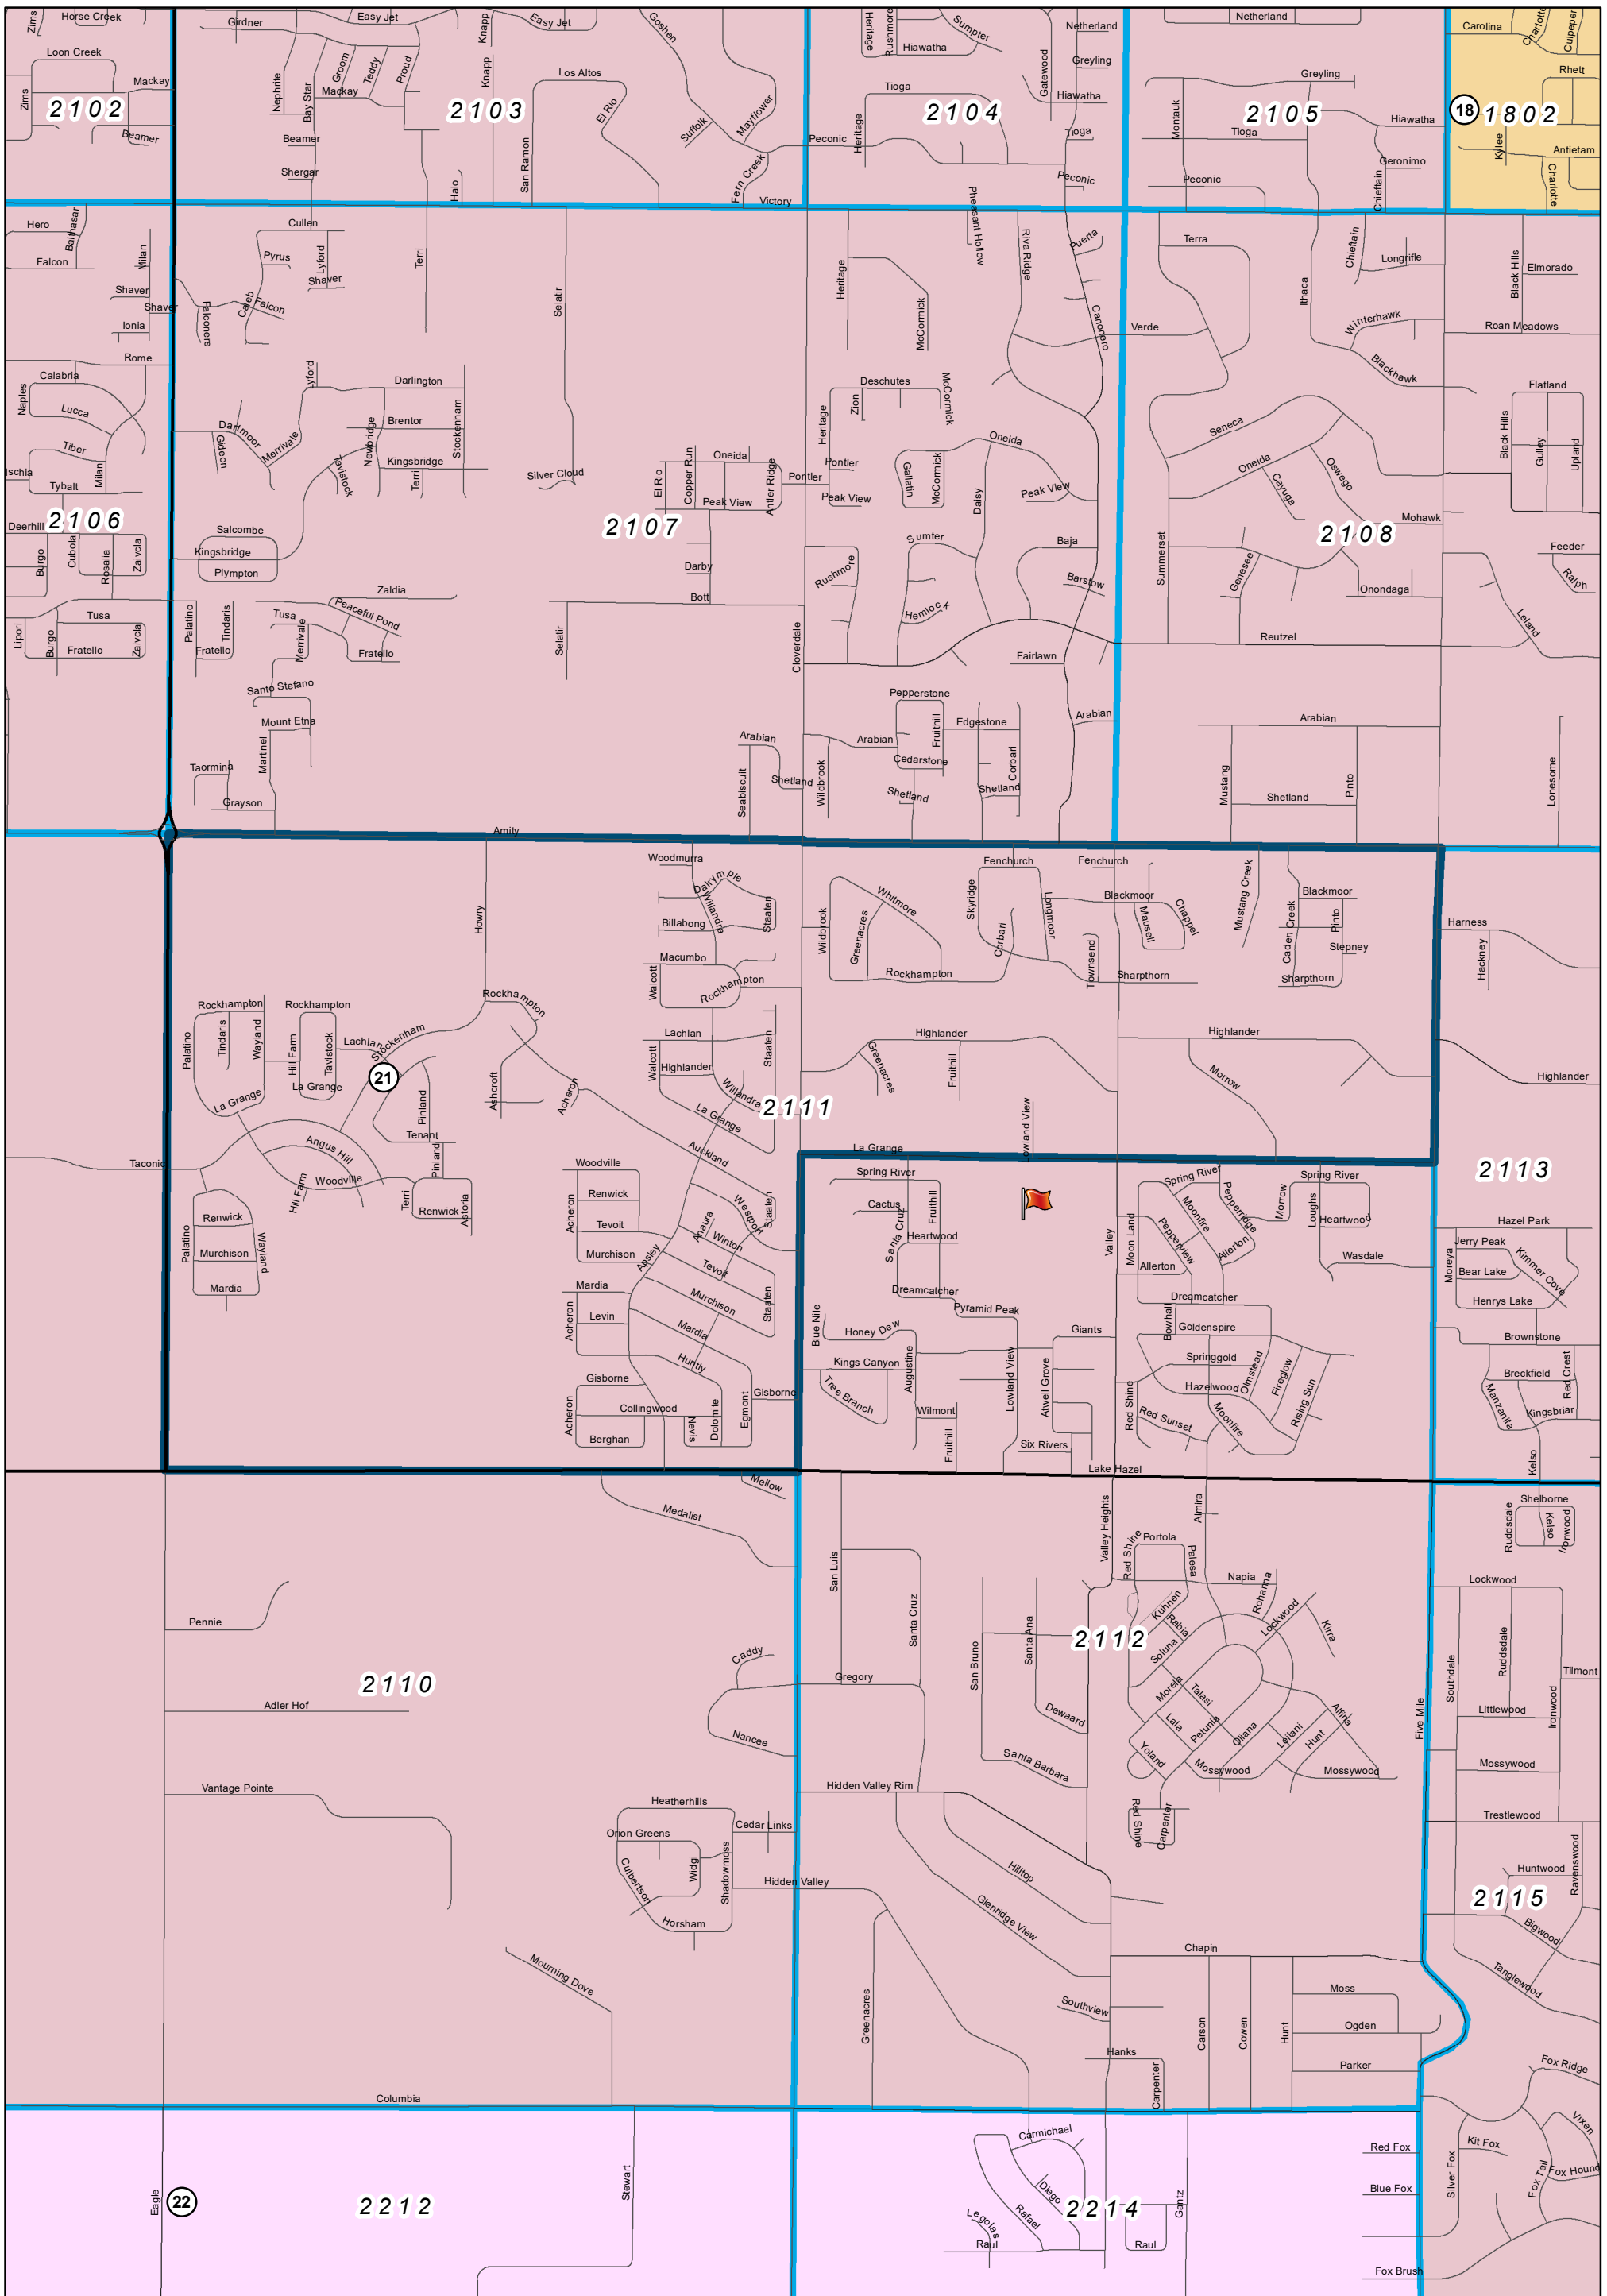 Zims
Horse Creek
Girdner
Easy Jet
Knapp
Easy Jet
Goshen
Heritage
Rushmore
Sumpter
Hiawatha
Netherland
Netherland
Carolina
Charlotte
Culpeper
Loon Creek
Mackay
Zims
2102
Beamer
Nephrite
Bay Star
Groom
Teddy
Proud
Mackay
Knapp
2103
Los Altos
El Rio
Suffolk
Mayflower
Beamer
Shergar
Halo
San Ramon
Fern Creek
Victory
Peconic
Tioga
2104
Heritage
Gatewood
Greyling
Hiawatha
Tioga
Peconic
Montauk
Greyling
2105
Tioga
Hiawatha
Geronimo
Chieftain
Peconic
18
1802
Rhett
Kylee
Antietam
Charlotte
Hero
Balthasar
Falcon
Milan
Shaver
Shaver
Ionia
Rome
Cullen
Pyrus
Lyford
Shaver
Caleb
Falcon
Falconers
Terri
Selatir
Heritage
McCormick
Pheasant Hollow
Riva Ridge
Puerta
Canonero
Verde
Terra
Ithaca
Chieftain
Longrifle
Winterhawk
Blackhawk
Black Hills
Elmorado
Roan Meadows
Calabria
Naples
Lucca
Tiber
Milan
Ischia
Tybalt
2106
Deerhill
Burgo
Cubola
Rosalia
Zaivcla
Tusa
Lipori
Burgo
Fratello
Zaivcla
Lyford
Darlington
Brentor
Dartmoor
Gideon
Merrivale
Newbridge
Stockenham
Kingsbridge
Tavistock
Terri
Silver Cloud
Salcombe
Kingsbridge
Plympton
Zaldia
Palatino
Tindaris
Fratello
Tusa
Merrivale
Peaceful Pond
Fratello
Santo Stefano
Mount Etna
Martinel
Taormina
Grayson
2107
El Rio
Copper Run
Oneida
Peak View
Antler Ridge
Pontler
Darby
Bott
Selatir
Cloverdale
Deschutes
Zion
McCormick
Heritage
Pontler
Peak View
Gallatin
McCormick
Oneida
Daisy
Peak View
Sumter
Rushmore
Hemlock
Baja
Barstow
Fairlawn
Seneca
Oneida
Cayuga
Oswego
Mohawk
2108
Summerset
Genesee
Onondaga
Reutzel
Flatland
Black Hills
Gulley
Upland
Feeder
Ralph
Leland
Pepperstone
Fruithill
Edgestone
Arabian
Cedarstone
Corbari
Shetland
Shetland
Arabian
Seabiscuit
Shetland
Wildbrook
Arabian
Arabian
Mustang
Pinto
Shetland
Lonesome
Amity
Howry
Woodmurra
Dalrymple
Willandra
Billabong
Staaten
Macumbo
Walcott
Rockhampton
Wildbrook
Greenacres
Whitmore
Rockhampton
Fenchurch
Skyridge
Longmoor
Corbari
Fenchurch
Blackmoor
Mausell
Chappel
Townsend
Sharpthorn
Mustang Creek
Blackmoor
Caden Creek
Pinto
Stepney
Sharpthorn
Harness
Hackney
Rockhampton
Palatino
Tindaris
Wayland
La Grange
Rockhampton
Hill Farm
Tavistock
La Grange
Lachlan
Stockenham
21
Rockhampton
Ashcroft
Acheron
Pinland
Tenant
Pinland
Lachlan
Walcott
Highlander
Willandra
La Grange
Staaten
2111
Auckland
Highlander
Greenacres
Fruithill
Lowland View
La Grange
Highlander
Morrow
Highlander
Taconic
Angus Hill
Hill Farm
Woodville
Terri
Renwick
Astoria
Palatino
Renwick
Murchison
Wayland
Mardia
Woodville
Acheron
Renwick
Tevoit
Murchison
Apsley
Anaura
Westport
Staaten
Winton
Tevoit
Murchison
Staaten
Mardia
Acheron
Levin
Mardia
Huntly
Gisborne
Acheron
Collingwood
Berghan
Nevis
Dolomite
Egmont
Gisborne
Spring River
Cactus
Santa Cruz
Fruithill
Heartwood
Dreamcatcher
Pyramid Peak
Blue Nile
Honey Dew
Kings Canyon
Tree Branch
Augustine
Wilmont
Fruithill
Lowland View
Atwell Grove
Giants
Six Rivers
Valley
Moon Land
Spring River
Moonfire
Pepperridge
Pepperview
Allerton
Allerton
Morrow
Spring River
Loughs
Heartwood
Wasdale
Dreamcatcher
Bowhall
Goldenspire
Springgold
Hazelwood
Olmstead
Fireglow
Rising Sun
Red Shine
Red Sunset
Moonfire
Lake Hazel
2113
Hazel Park
Moreya
Jerry Peak
Bear Lake
Kimmer Cove
Henrys Lake
Brownstone
Breckfield
Manzanita
Red Crest
Kingsbriar
Kelso
Mellow
Medalist
San Luis
Santa Cruz
San Bruno
Santa Ana
Valley Heights
Red Shine
Portola
Palesa
Almira
Napia
Rohanna
Kuhnen
Rabia
Soluna
Lockwood
Kirra
2112
Morela
Talasi
Lala
Petunia
Oliana
Leilani
Hunt
Alfina
Yoland
Mossywood
Mossywood
Red Shine
Carpenter
Dewaard
Santa Barbara
Shelborne
Ruddsdale
Kelso
Ironwood
Lockwood
Southdale
Ruddsdale
Tilmont
Littlewood
Ironwood
Five Mile
Mossywood
Trestlewood
Huntwood
Ravenswood
2115
Bigwood
Tanglewood
Pennie
2110
Adler Hof
Vantage Pointe
Caddy
Gregory
Nancee
Hidden Valley Rim
Heatherhills
Orion Greens
Culbertson
Widgi
Shadowmoss
Cedar Links
Horsham
Hidden Valley
Hilltop
Glenridge View
Mourning Dove
Greenacres
Chapin
Southview
Hanks
Carpenter
Carson
Cowen
Hunt
Moss
Ogden
Parker
Columbia
Fox Ridge
Vixen
Eagle
22
2212
Stewart
Carmichael
Diego
Rafael
Legolas
Raul
2214
Raul
Gantz
Red Fox
Blue Fox
Silver Fox
Kit Fox
Fox Tail
Fox Hound
Fox Brush